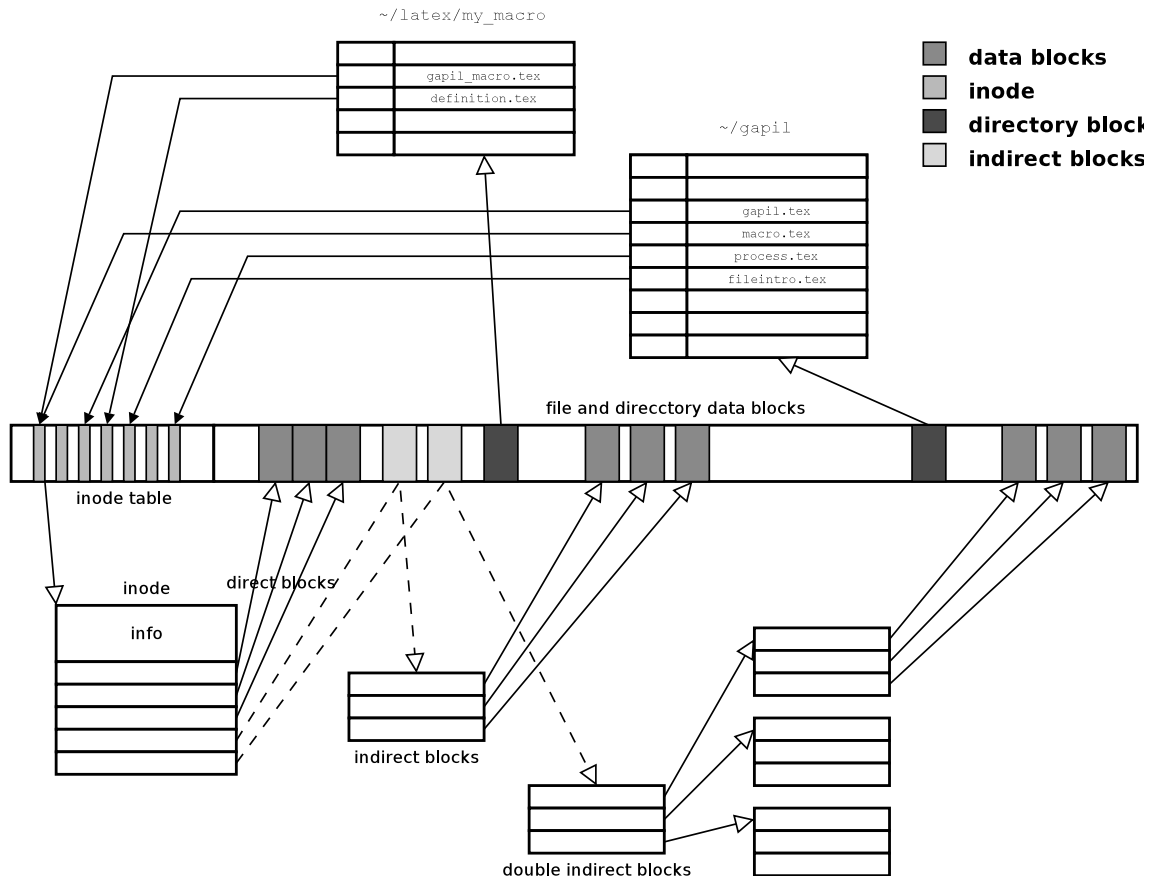 ~/latex/my_macro
gapil_macro.tex
definition.tex
data blocks
inode
directory block
indirect blocks
~/gapil
gapil.tex
macro.tex
process.tex
fileintro.tex
file and direcctory data blocks
inode table
inode
direct blocks
info
indirect blocks
double indirect blocks